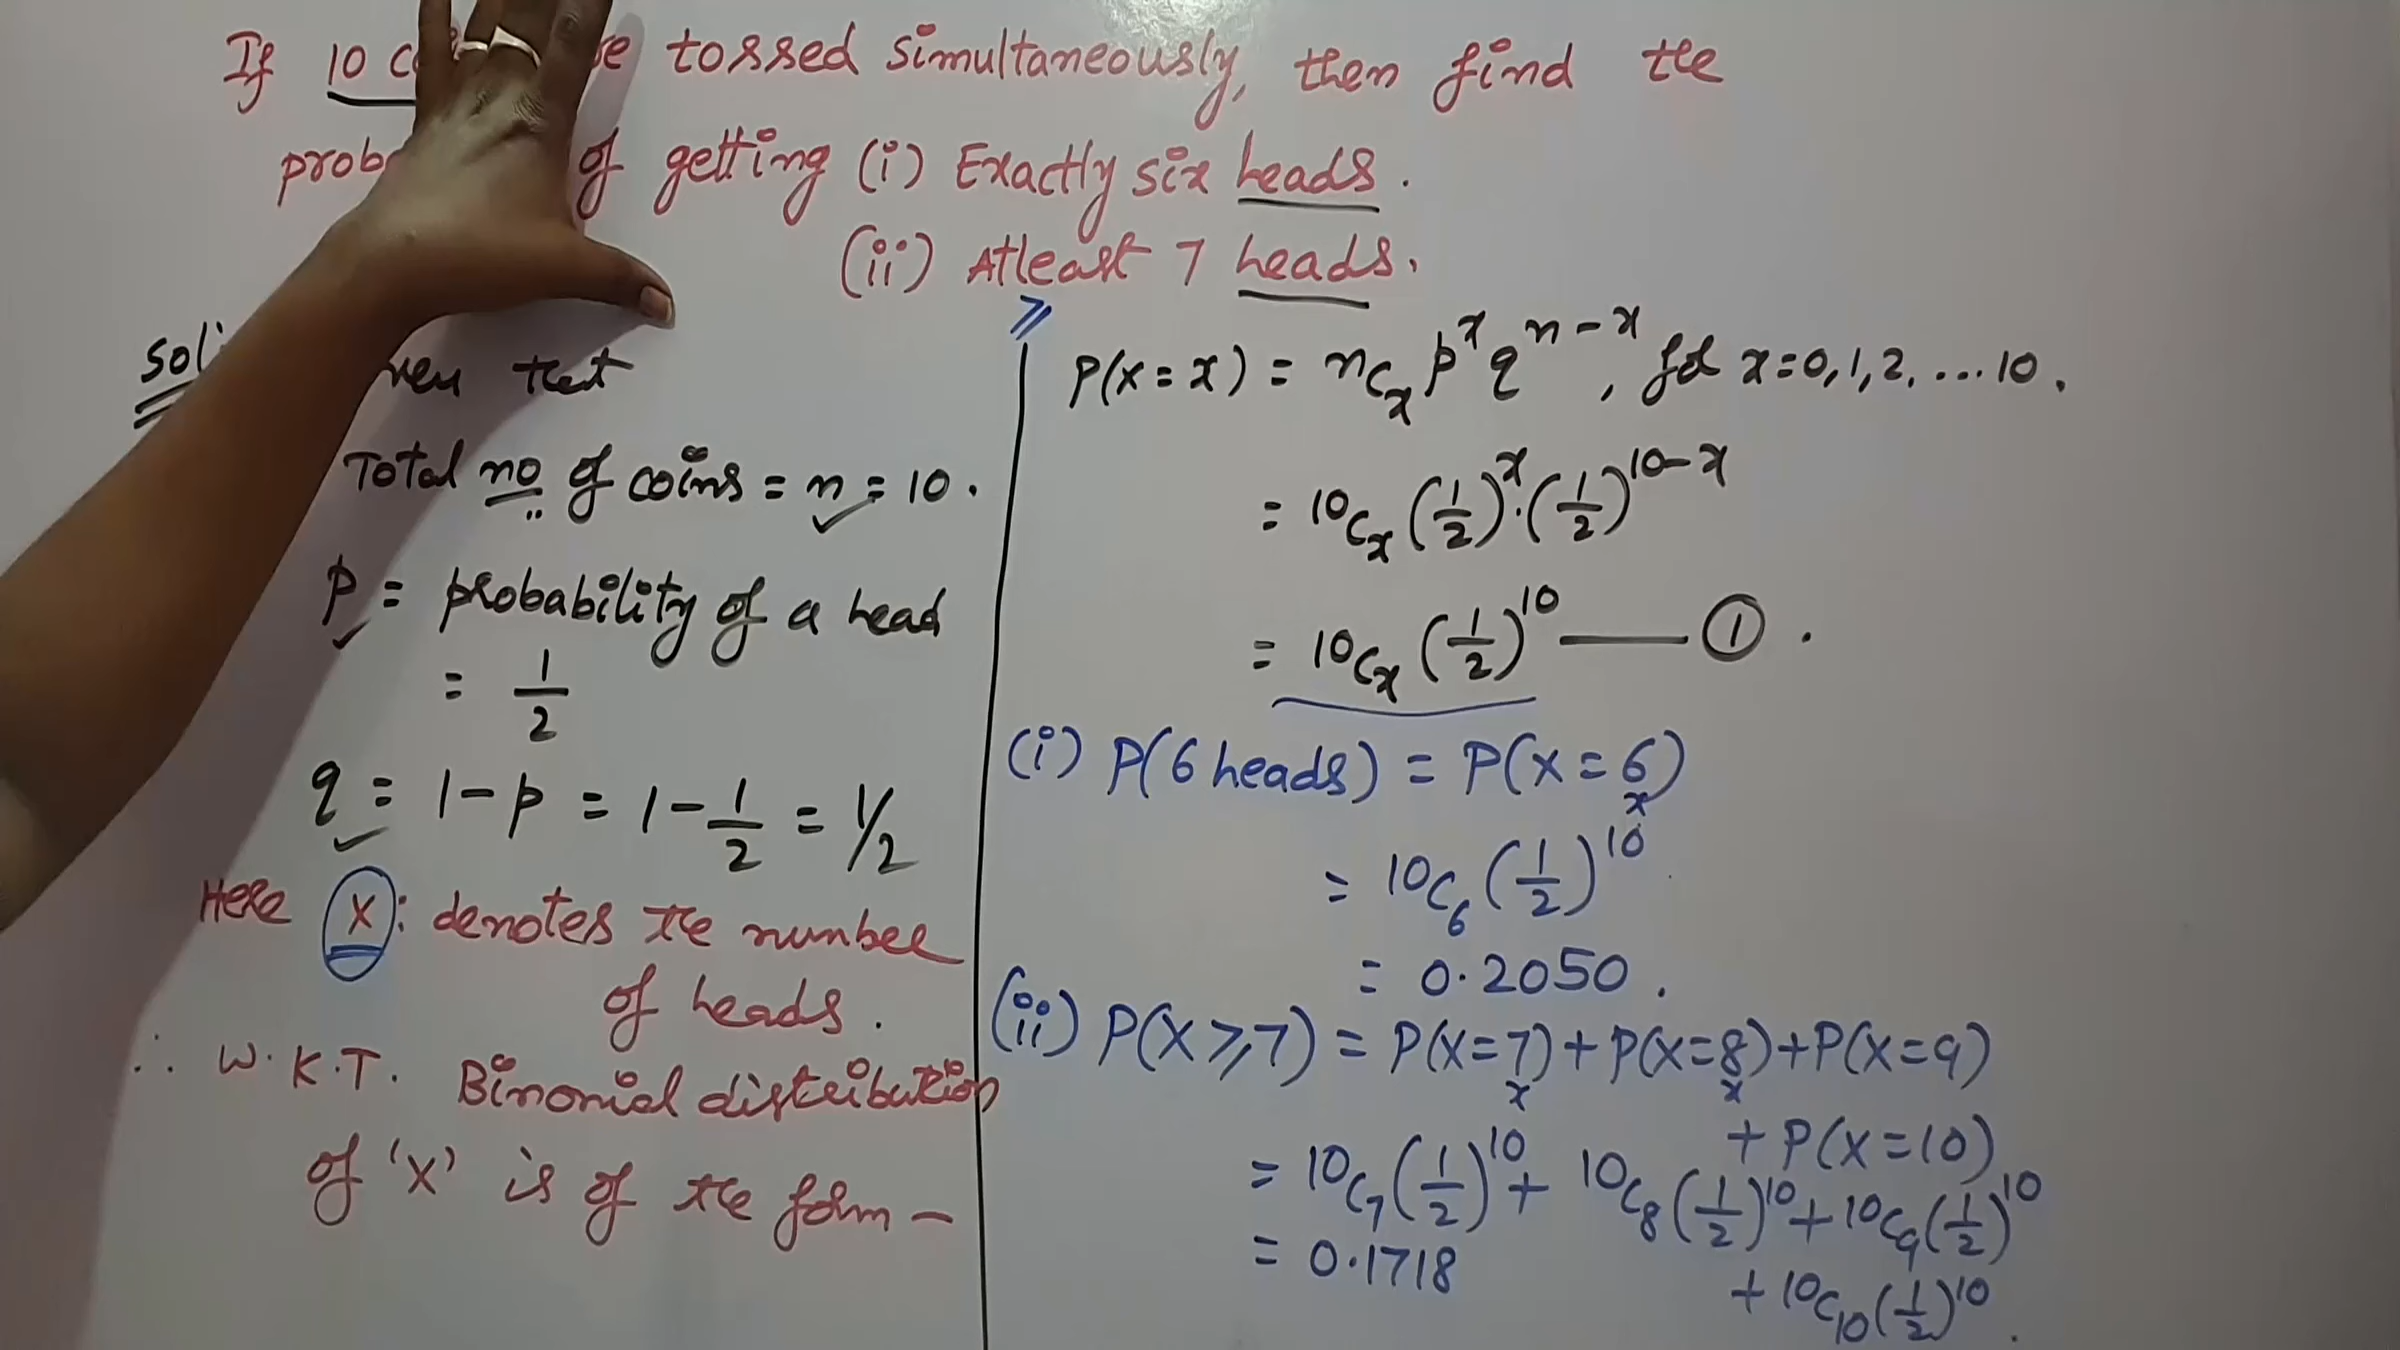 If 10 tossed simultaneously, then find the
of getting (i) Exactly six heads.
(ii) Atleast 7 heads.
≥
given that
Total no of coins = n = 10.
p = probability of a head
= 1/2
q = 1-p = 1-1/2 = 1/2
Here X: denotes the number
of heads.
∴ W.K.T. Binomial distribution
of 'X' is of the form –
P(X=x) = nCx p^x q^(n-x), for x=0,1,2,...10.
= 10Cx (1/2)^x·(1/2)^(10-x)
= 10Cx (1/2)^10 —— ①.
(i) P(6 heads) = P(X=6)
x
= 10C6 (1/2)^10
= 0.2050.
(ii) P(X≥7) = P(X=7)+P(X=8)+P(X=9)
x x
+ P(X=10)
= 10C7 (1/2)^10 + 10C8 (1/2)^10 + 10C9 (1/2)^10
+ 10C10 (1/2)^10.
= 0.1718